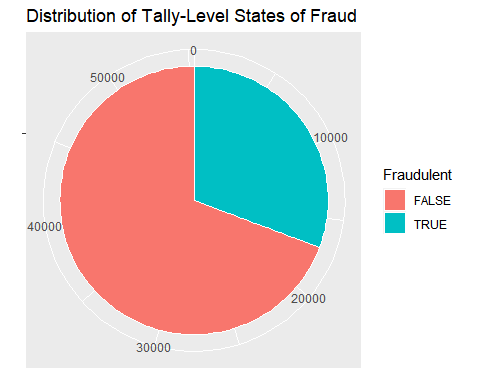 Distribution of Tally-Level States of Fraud
0
50000
10000
40000
20000
30000
Fraudulent
FALSE
TRUE